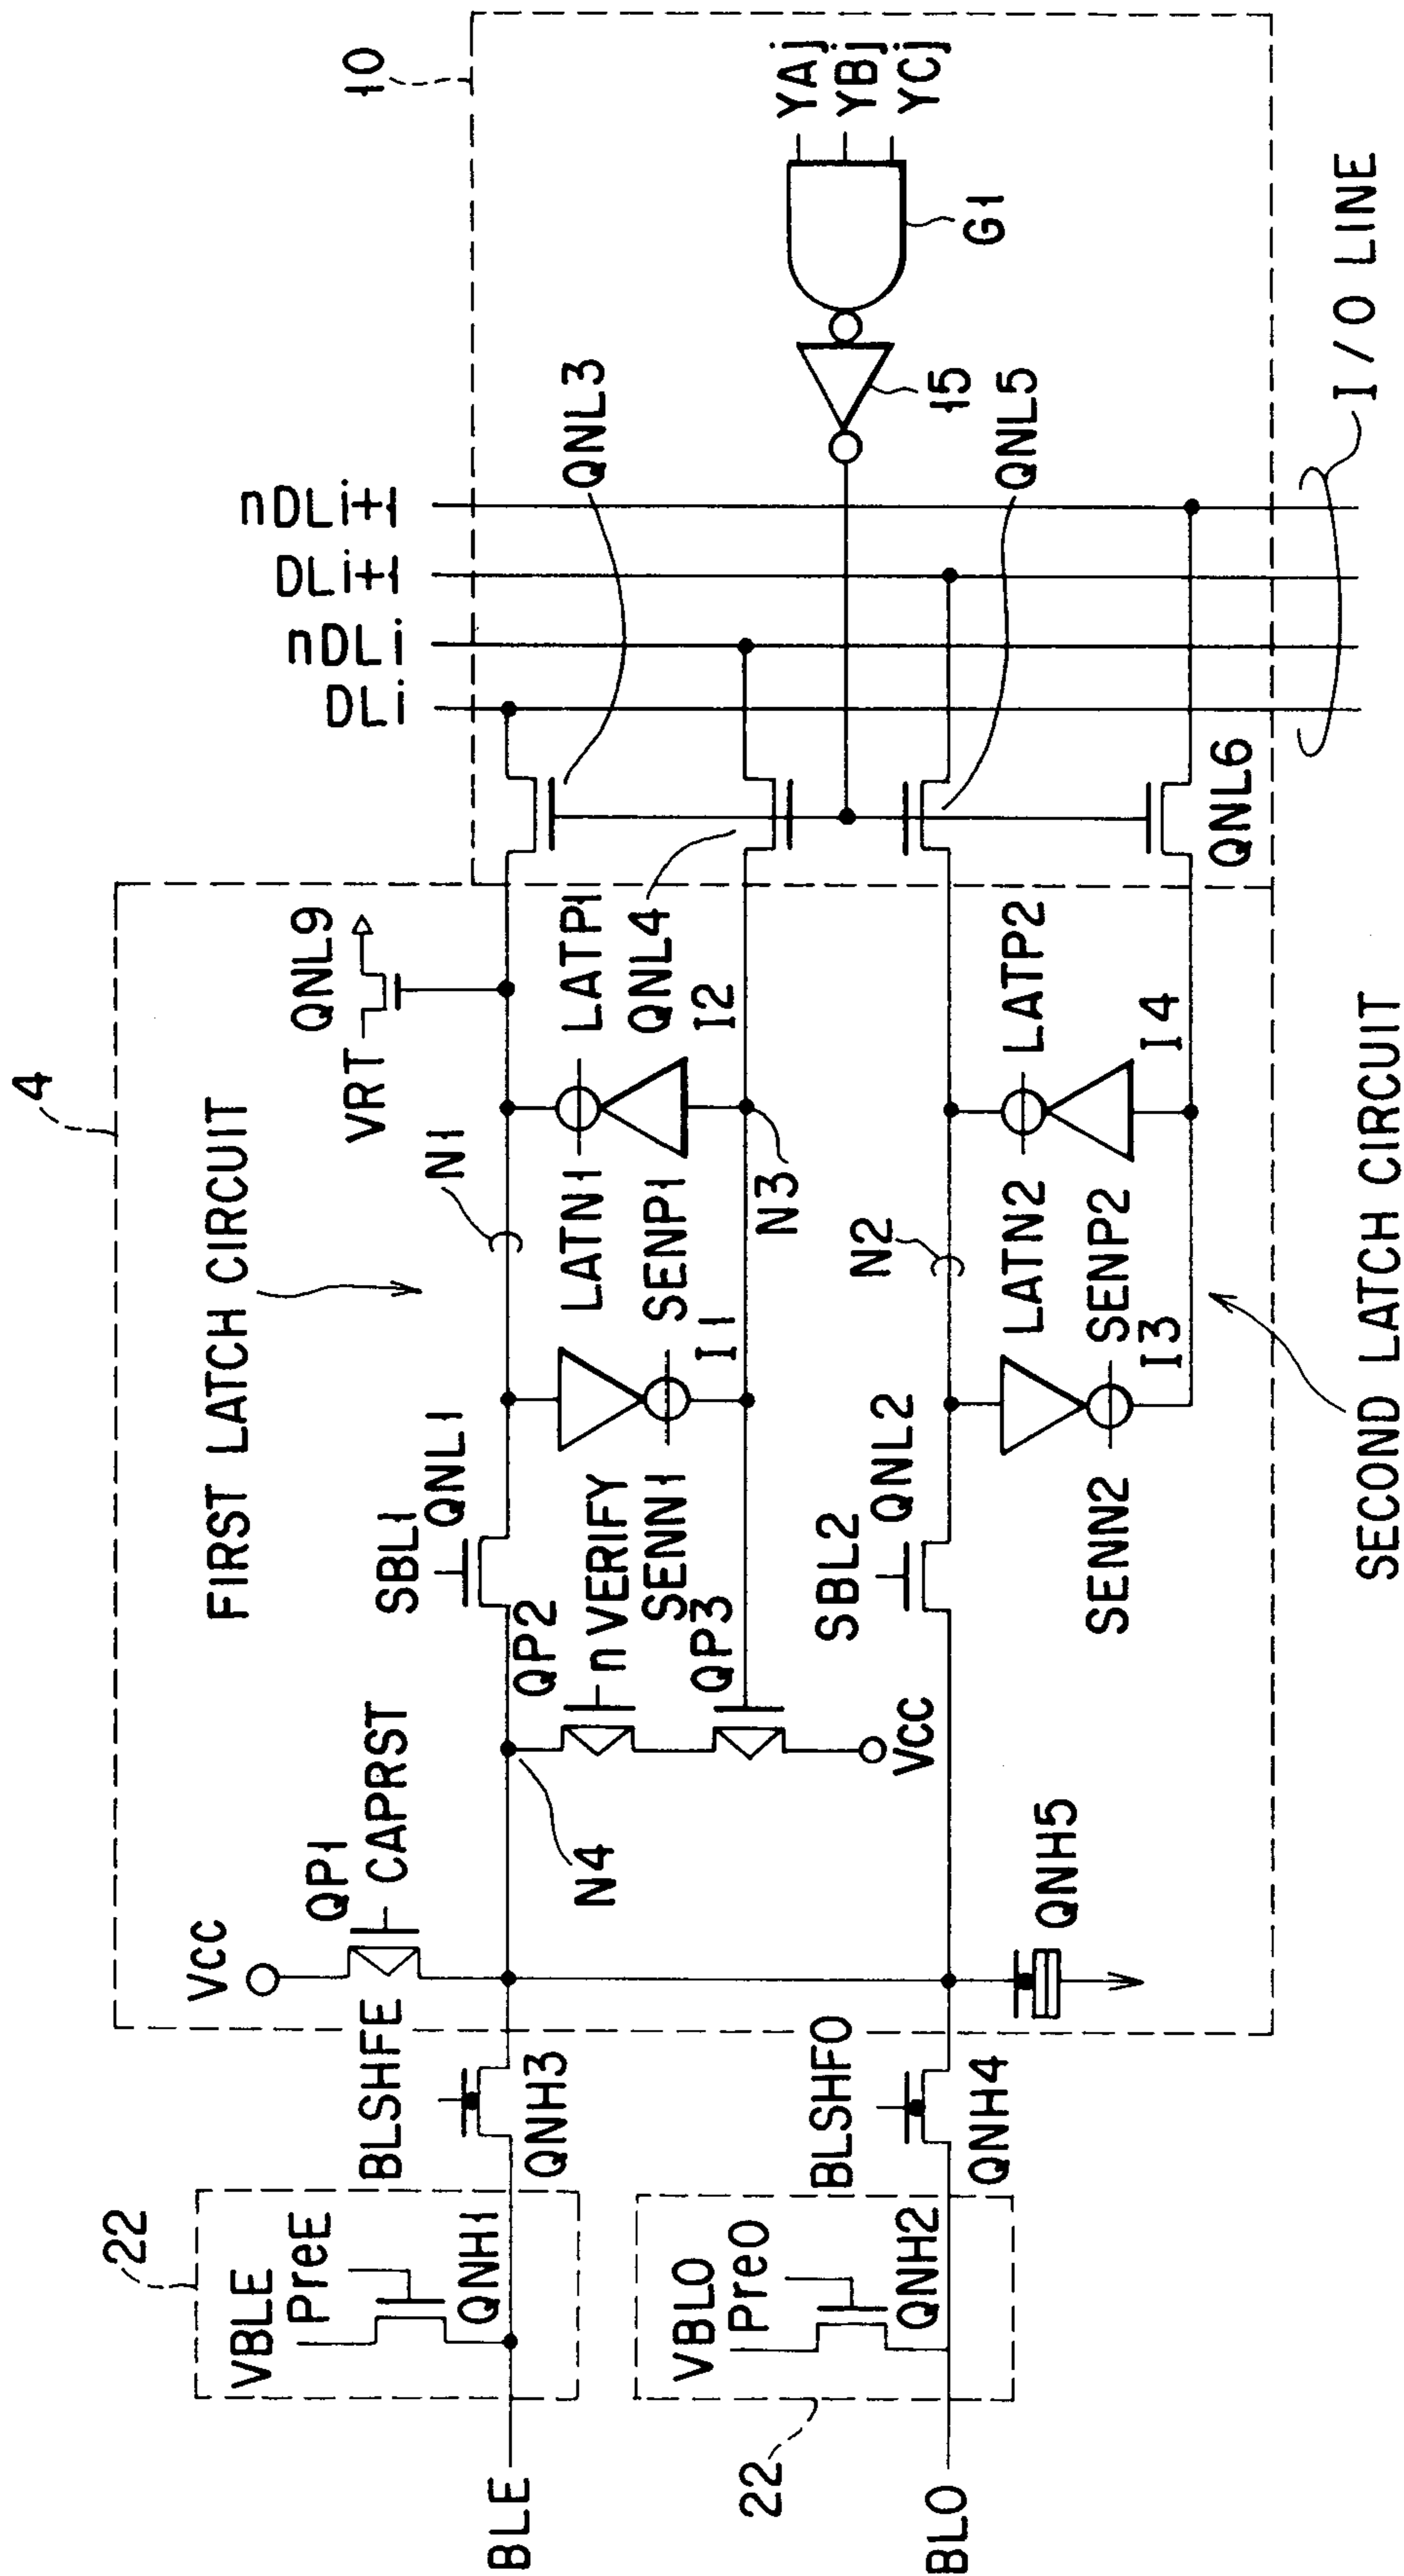 4
10
FIRST LATCH CIRCUIT
22
VBLE
PreE
QNH1
BLE
BLSHFE
QNH3
VCC
QP1
CAPRST
N4
QP2
nVERIFY
QP3
VCC
SBL1
QNL1
SENN1
SENP1
I1
N1
LATN1
LATP1
I2
N3
VRT
QNL9
QNL4
QNL3
DLi
nDLi
DLi+1
nDLi+1
YAj
YBj
YCj
G1
I5
QNL5
QNL6
I/O LINE
22
VBLO
PreO
QNH2
BLO
BLSHFO
QNH4
QNH5
SBL2
QNL2
SENN2
SENP2
I3
N2
LATN2
LATP2
I4
SECOND LATCH CIRCUIT